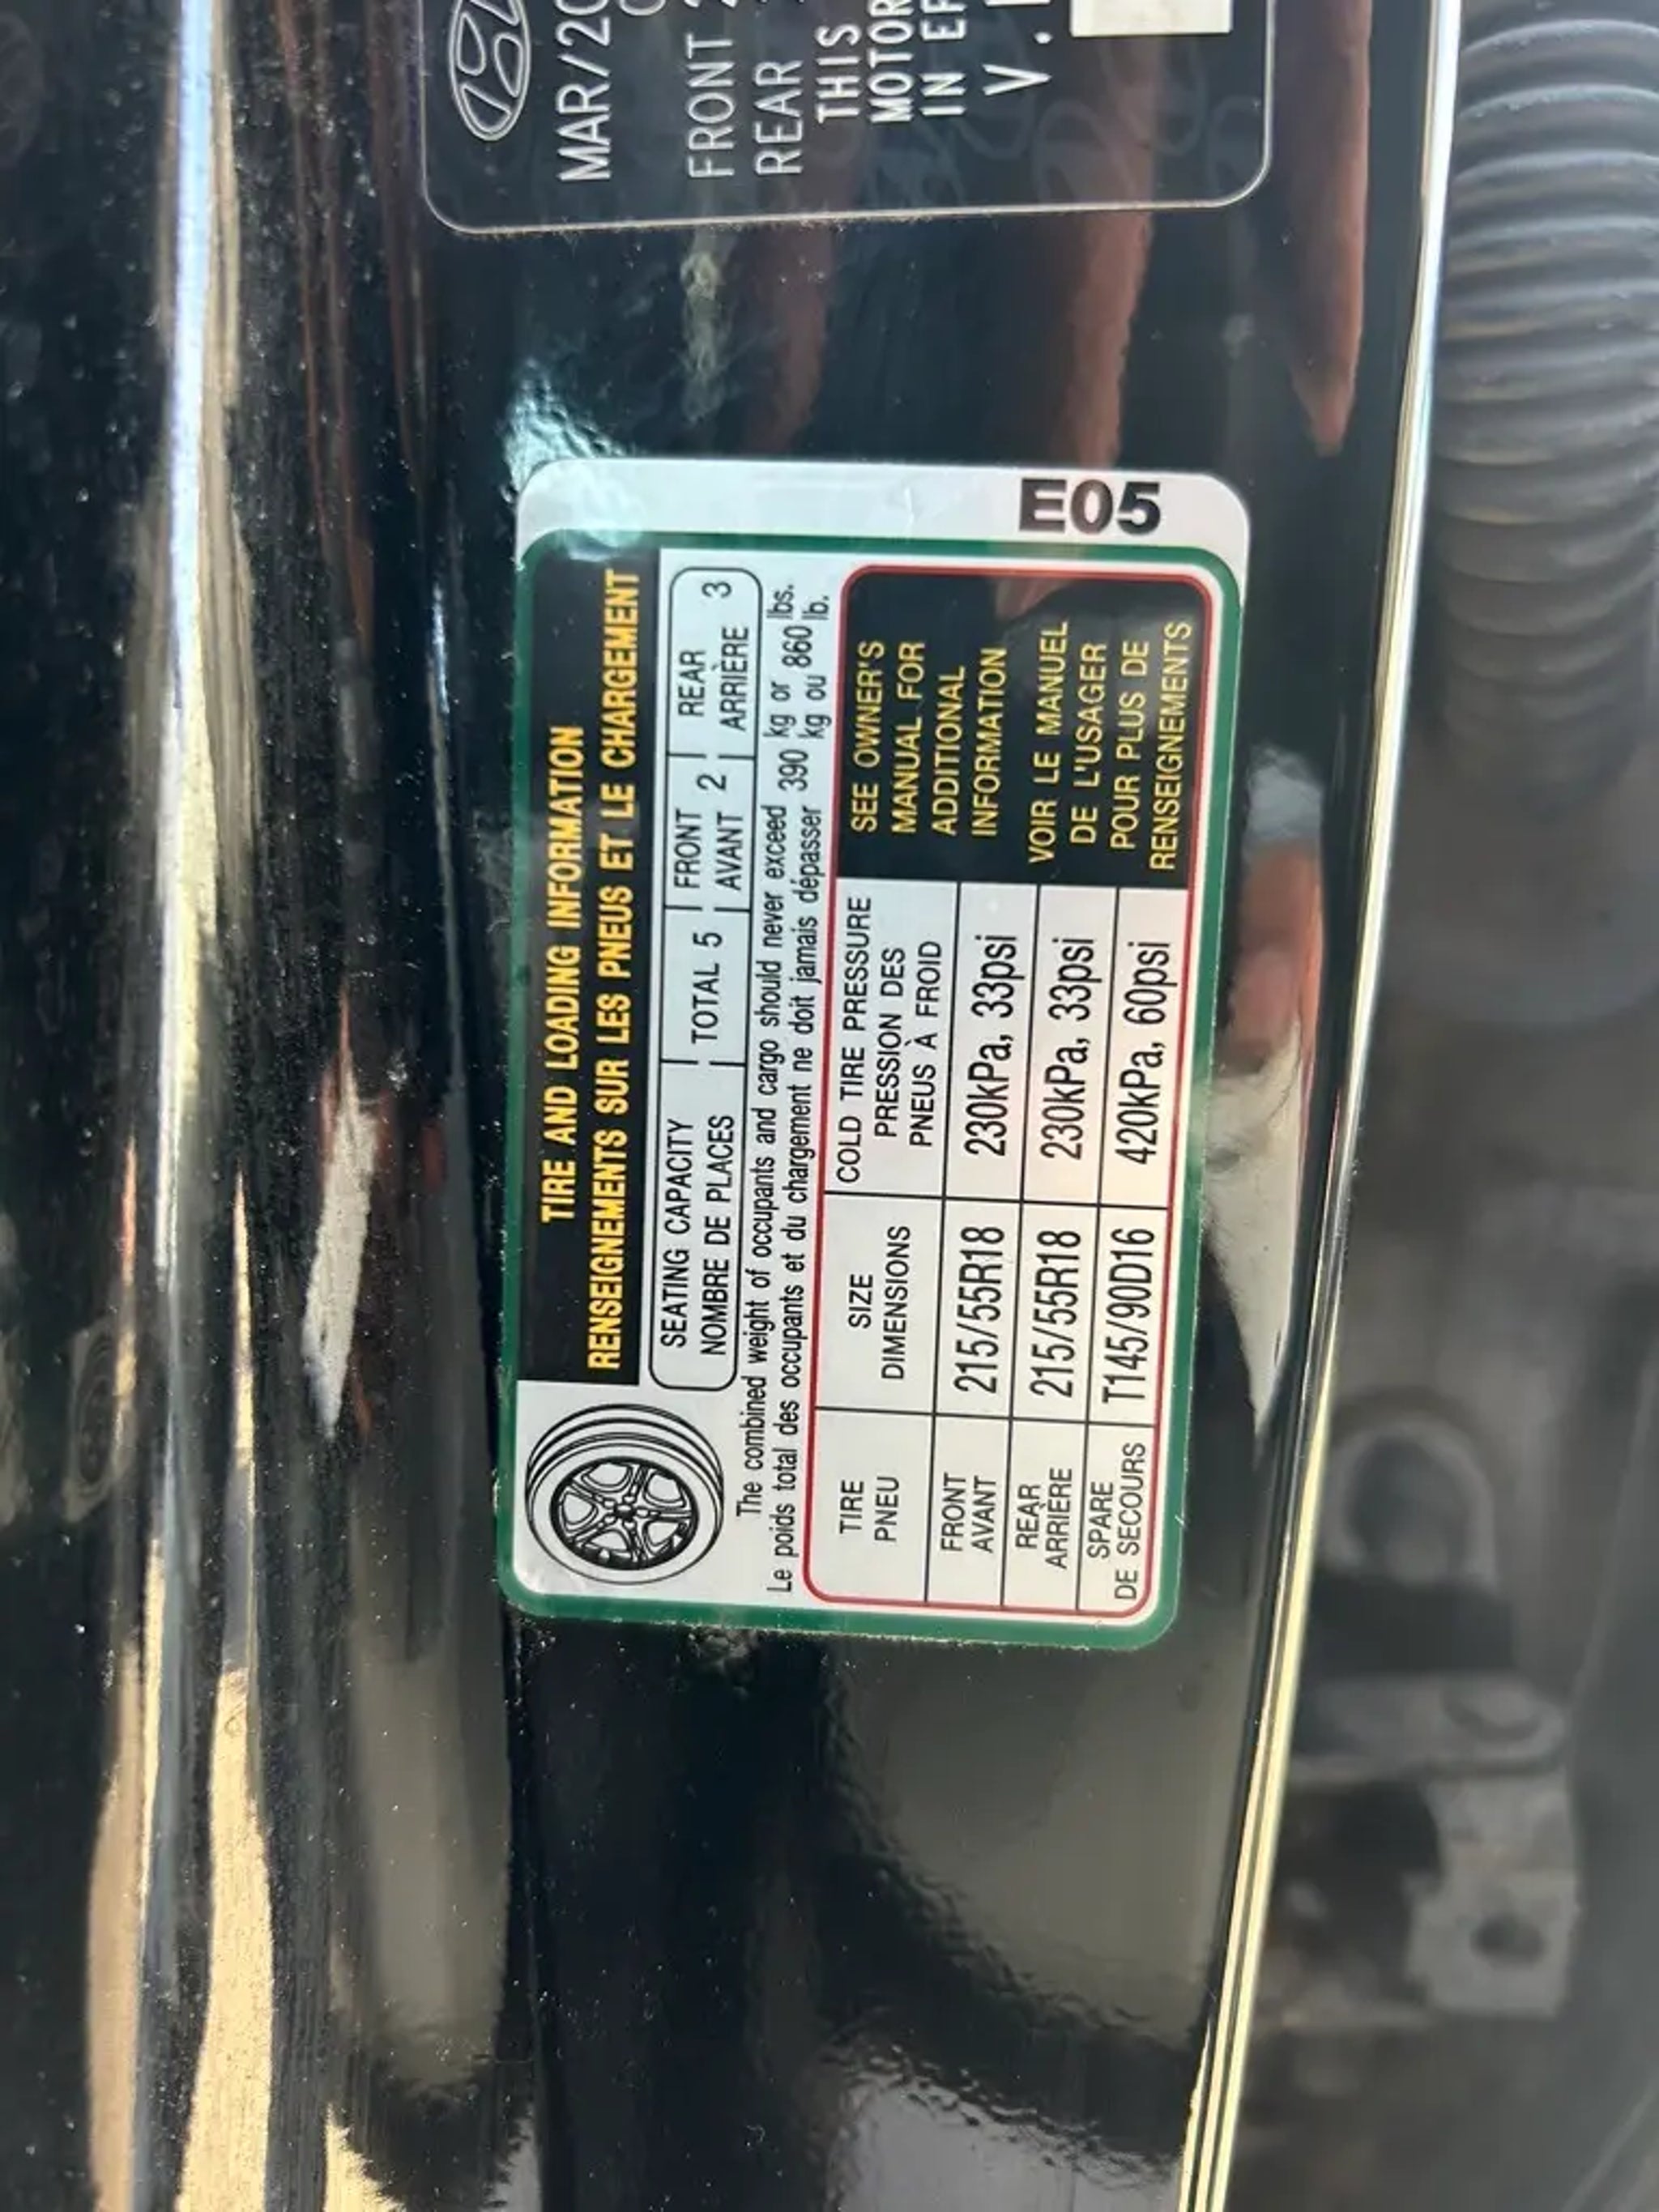 MAR/20
FRONT
REAR
THIS
MOTOR
IN EF
V.
E05
TIRE AND LOADING INFORMATION
RENSEIGNEMENTS SUR LES PNEUS ET LE CHARGEMENT
SEATING CAPACITY | TOTAL 5 | FRONT 2 | REAR 3
NOMBRE DE PLACES | AVANT | ARRIÈRE
The combined weight of occupants and cargo should never exceed 390 kg or 860 lbs.
Le poids total des occupants et du chargement ne doit jamais dépasser kg ou lb.
TIRE SIZE COLD TIRE PRESSURE
PNEU DIMENSIONS PRESSION DES
PNEUS À FROID
FRONT 215/55R18 230kPa, 33psi
AVANT
REAR 215/55R18 230kPa, 33psi
ARRIÈRE
SPARE T145/90D16 420kPa, 60psi
DE SECOURS
SEE OWNER'S
MANUAL FOR
ADDITIONAL
INFORMATION
VOIR LE MANUEL
DE L'USAGER
POUR PLUS DE
RENSEIGNEMENTS